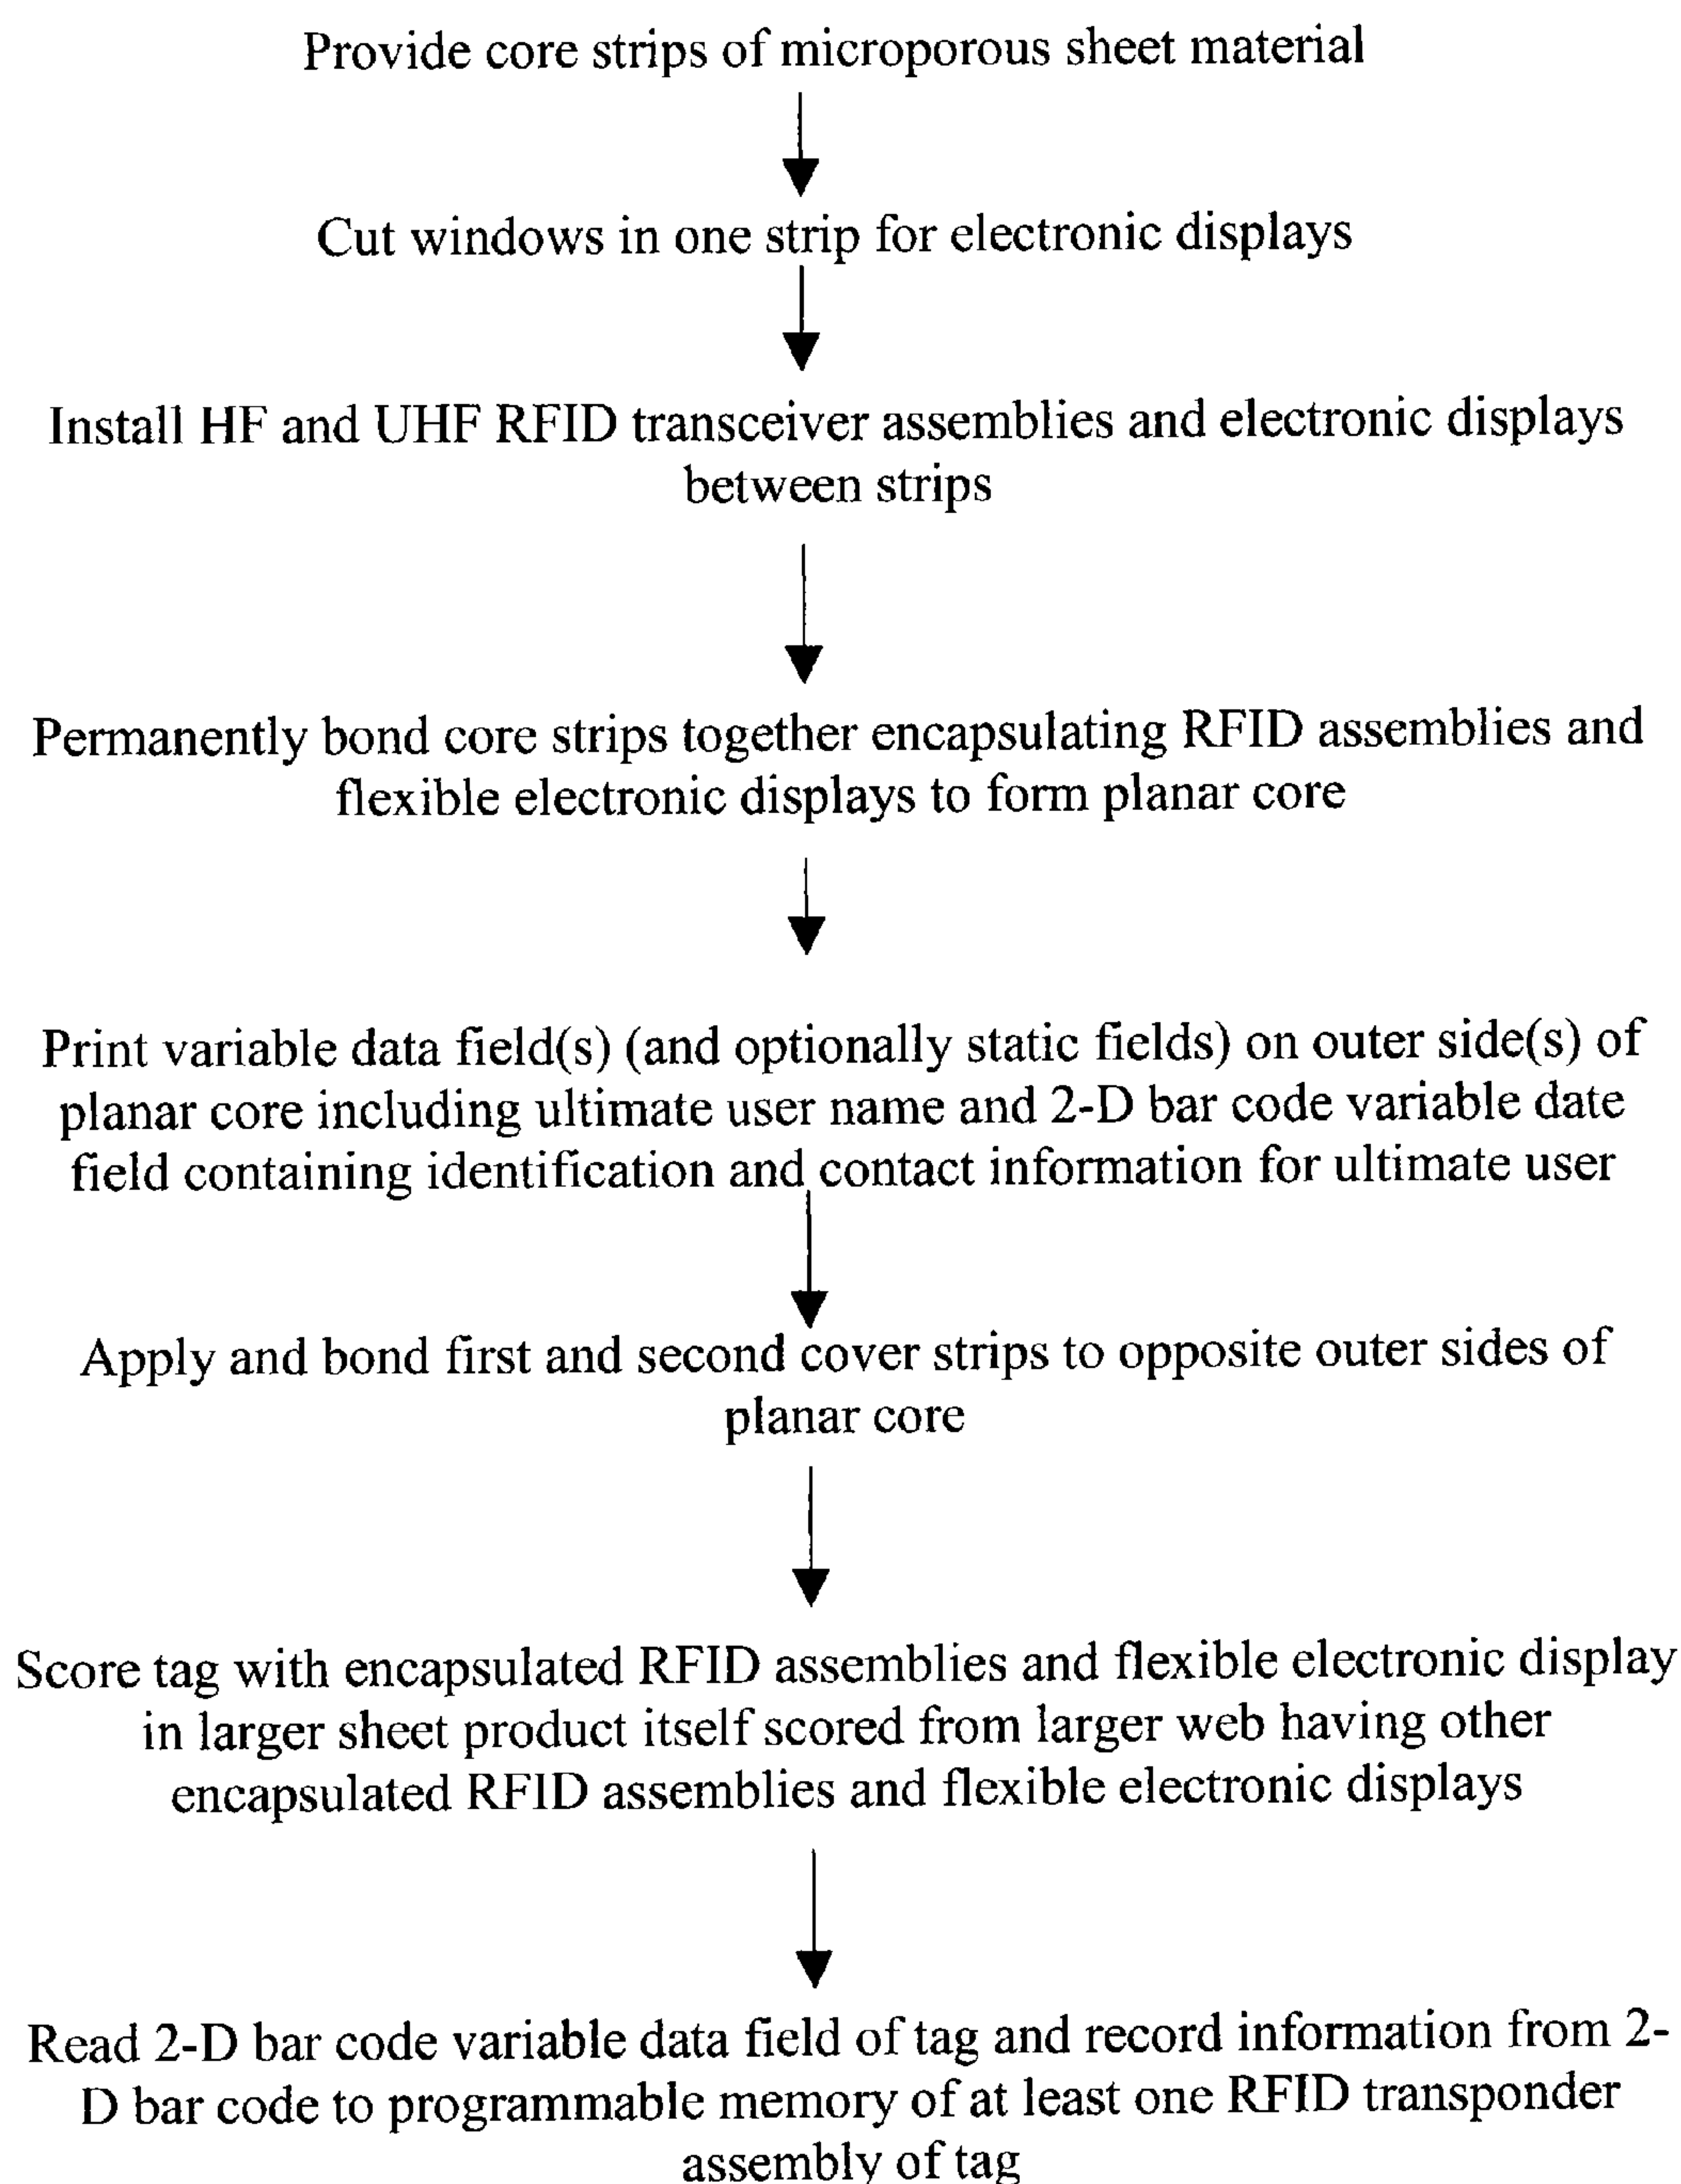 Provide core strips of microporous sheet material
Cut windows in one strip for electronic displays
Install HF and UHF RFID transceiver assemblies and electronic displays
between strips
Permanently bond core strips together encapsulating RFID assemblies and
flexible electronic displays to form planar core
Print variable data field(s) (and optionally static fields) on outer side(s) of
planar core including ultimate user name and 2-D bar code variable date
field containing identification and contact information for ultimate user
Apply and bond first and second cover strips to opposite outer sides of
planar core
Score tag with encapsulated RFID assemblies and flexible electronic display
in larger sheet product itself scored from larger web having other
encapsulated RFID assemblies and flexible electronic displays
Read 2-D bar code variable data field of tag and record information from 2-
D bar code to programmable memory of at least one RFID transponder
assembly of tag